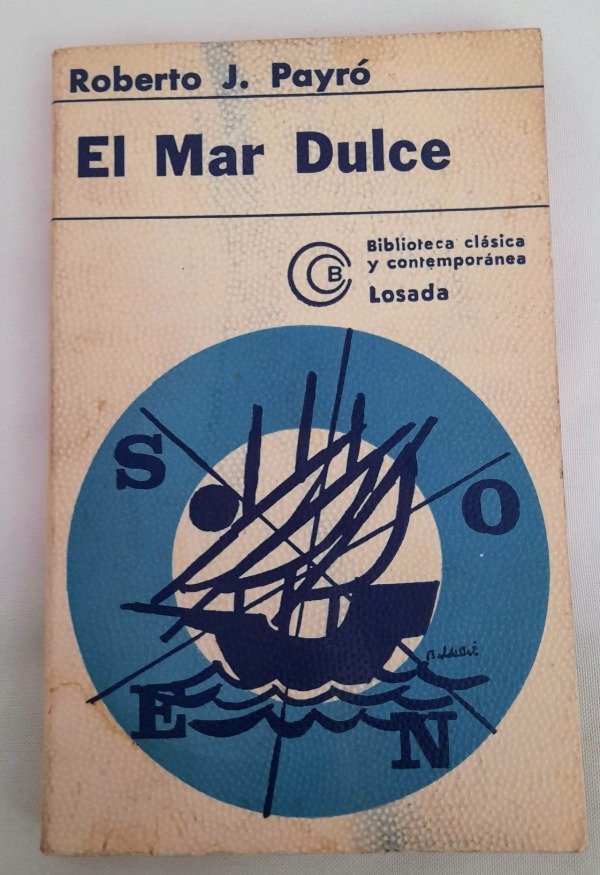 Roberto J. Payró
El Mar Dulce
CB
Biblioteca clásica
y contemporánea
Losada
S
O
E
N